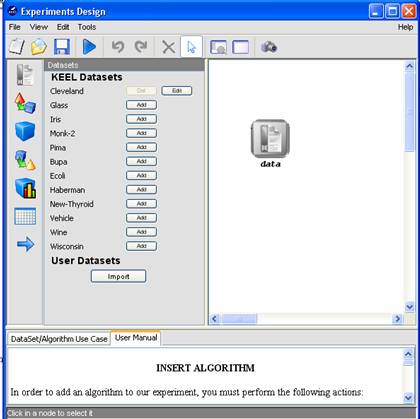 Experiments Design
File View Edit Tools Help
Datasets
KEEL Datasets
Cleveland Del Edit
Glass Add
Iris Add
Monk-2 Add
Pima Add
Bupa Add
Ecoli Add
Haberman Add
New-Thyroid Add
Vehicle Add
Wine Add
Wisconsin Add
User Datasets
Import
data
DataSet/Algorithm Use Case User Manual
INSERT ALGORITHM
In order to add an algorithm to our experiment, you must perform the following actions:
Click in a node to select it